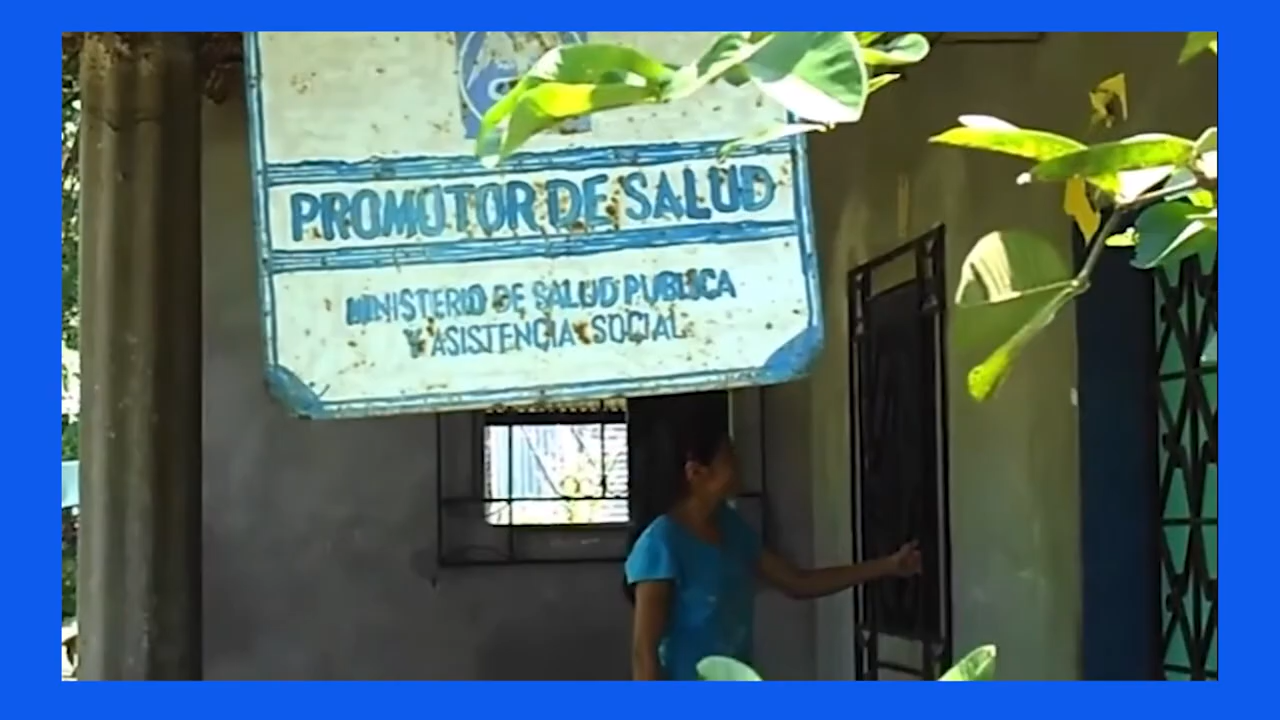 PROMOTOR DE SALUD
MINISTERIO DE SALUD PUBLICA
Y ASISTENCIA SOCIAL